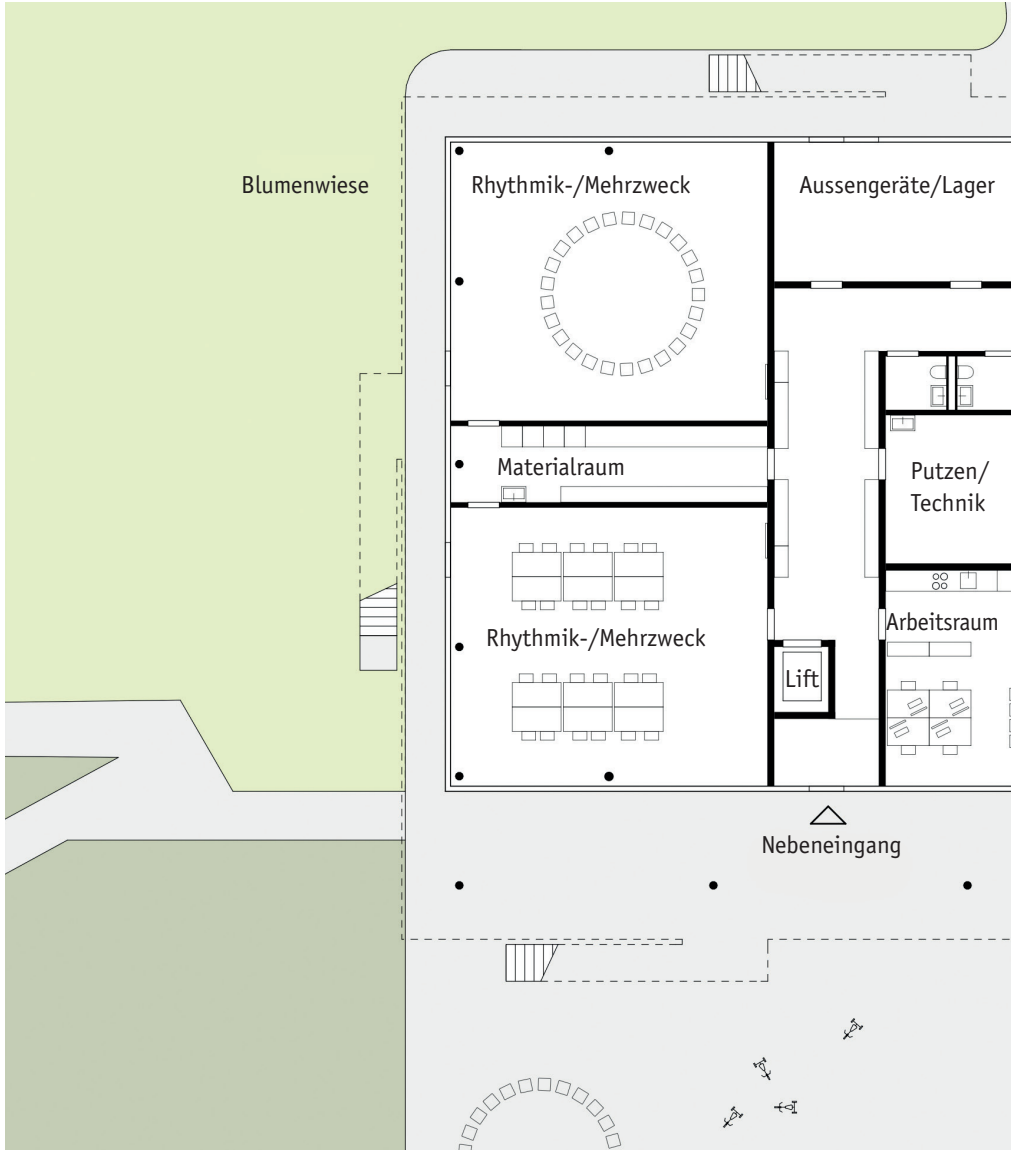 Blumenwiese
Rhythmik-/Mehrzweck
Aussengeräte/Lager
Materialraum
Putzen/
Technik
Rhythmik-/Mehrzweck
Arbeitsraum
Lift
Nebeneingang